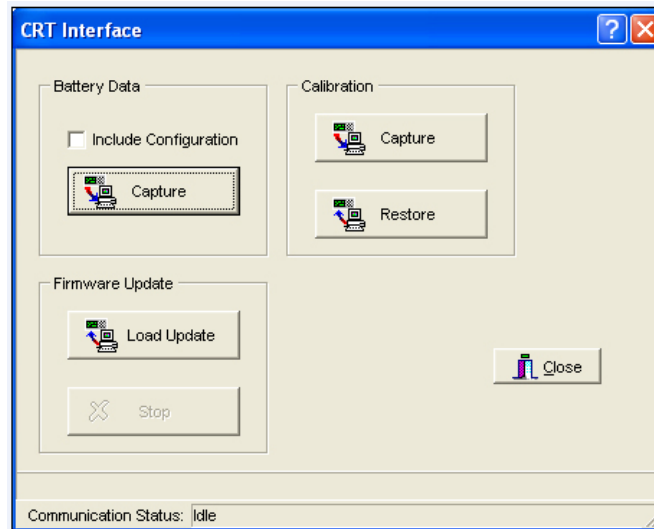 CRT Interface
Battery Data
Include Configuration
Capture
Calibration
Capture
Restore
Firmware Update
Load Update
Stop
Close
Communication Status: Idle